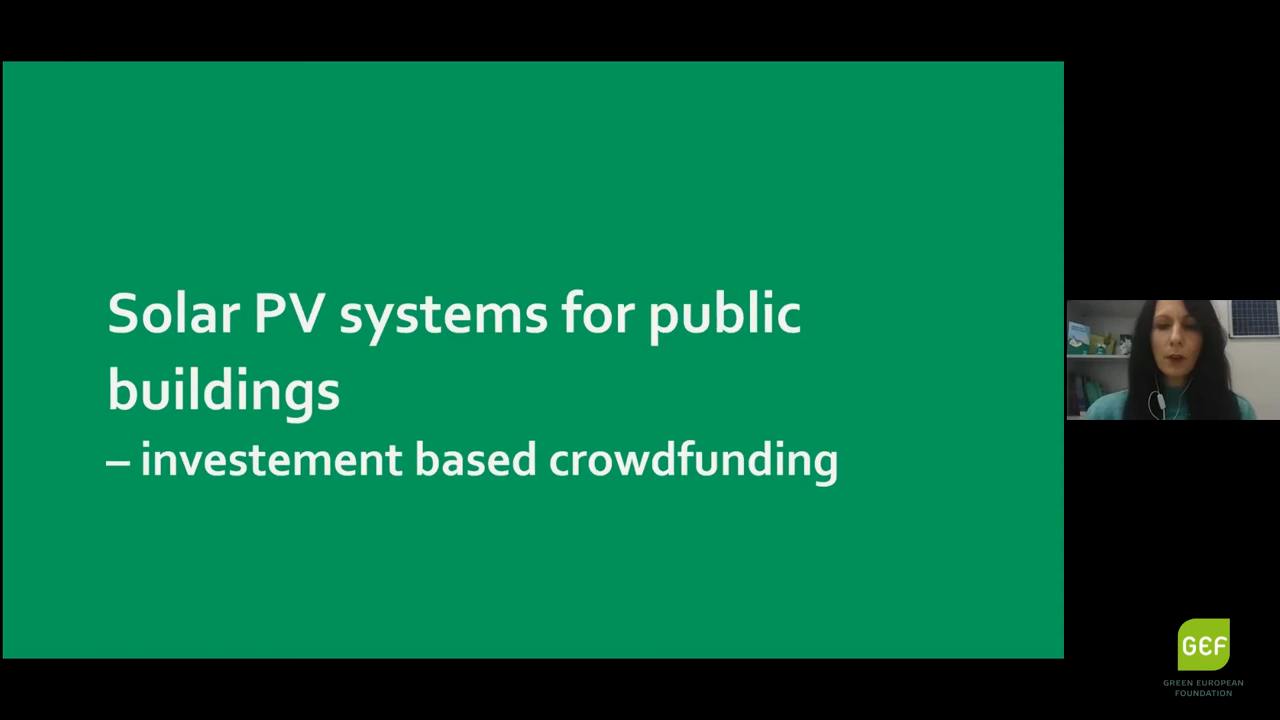 Solar PV systems for public
buildings
– investement based crowdfunding
GEF
GREEN EUROPEAN
FOUNDATION